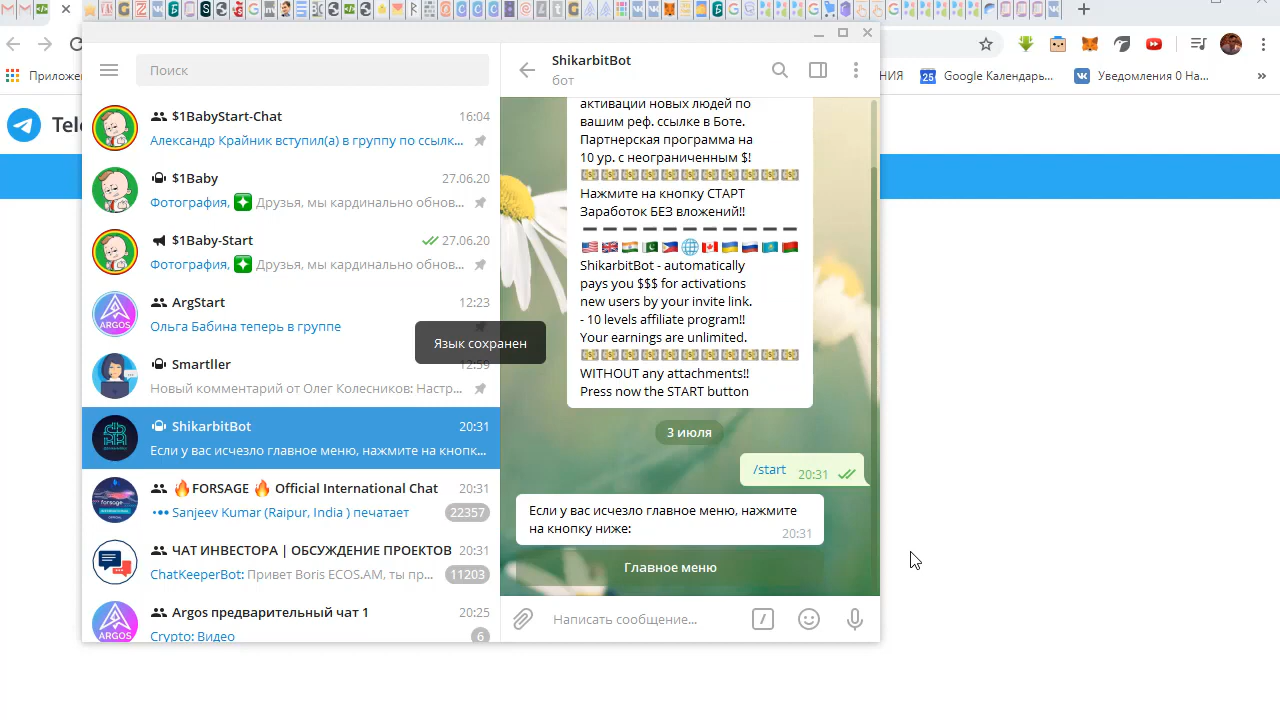 Приложен
НИЯ
Google Календарь...
Уведомления 0 На...
»
Tele
Поиск
$1BabyStart-Chat 16:04
Александр Крайник вступил(а) в группу по ссылк...
$1Baby 27.06.20
Фотография, Друзья, мы кардинально обнов...
$1Baby-Start 27.06.20
Фотография, Друзья, мы кардинально обнов...
ArgStart 12:23
Ольга Бабина теперь в группе
Smartller 12:59
Новый комментарий от Олег Колесников: Настр...
ShikarbitBot 20:31
Если у вас исчезло главное меню, нажмите на кнопк...
🔥FORSAGE 🔥 Official International Chat 20:31
Sanjeev Kumar (Raipur, India ) печатает 22357
ЧАТ ИНВЕСТОРА | ОБСУЖДЕНИЕ ПРОЕКТОВ 20:31
ChatKeeperBot: Привет Boris ECOS.AM, ты пр... 11203
Argos предварительный чат 1 20:25
Crypto: Видео 6
Язык сохранен
ShikarbitBot
бот
активации новых людей по
вашим реф. ссылке в Боте.
Партнерская программа на
10 ур. с неограниченным $!
Нажмите на кнопку СТАРТ
Заработок БЕЗ вложений!!
ShikarbitBot - automatically
pays you $$$ for activations
new users by your invite link.
- 10 levels affiliate program!!
Your earnings are unlimited.
WITHOUT any attachments!!
Press now the START button
3 июля
/start 20:31
Если у вас исчезло главное меню, нажмите
на кнопку ниже:
20:31
Главное меню
Написать сообщение...